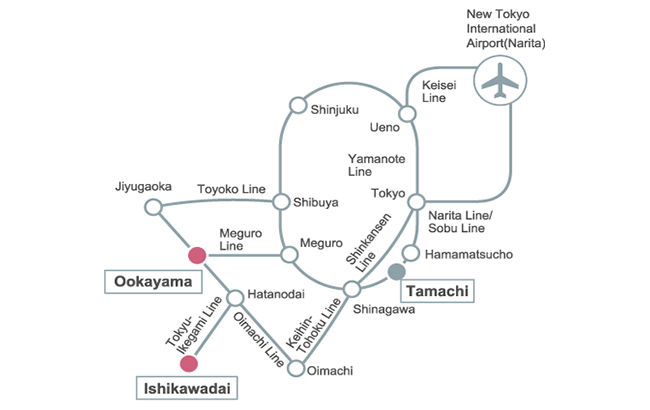 New Tokyo
International
Airport(Narita)
Keisei
Line
Shinjuku
Ueno
Yamanote
Line
Jiyugaoka
Toyoko Line
Shibuya
Tokyo
Narita Line/
Sobu Line
Meguro
Line
Meguro
Shinkansen
Line
Hamamatsucho
Ookayama
Tamachi
Hatanodai
Shinagawa
Tokyu-
Ikegami Line
Oimachi Line
Keihin-
Tohoku Line
Oimachi
Ishikawadai